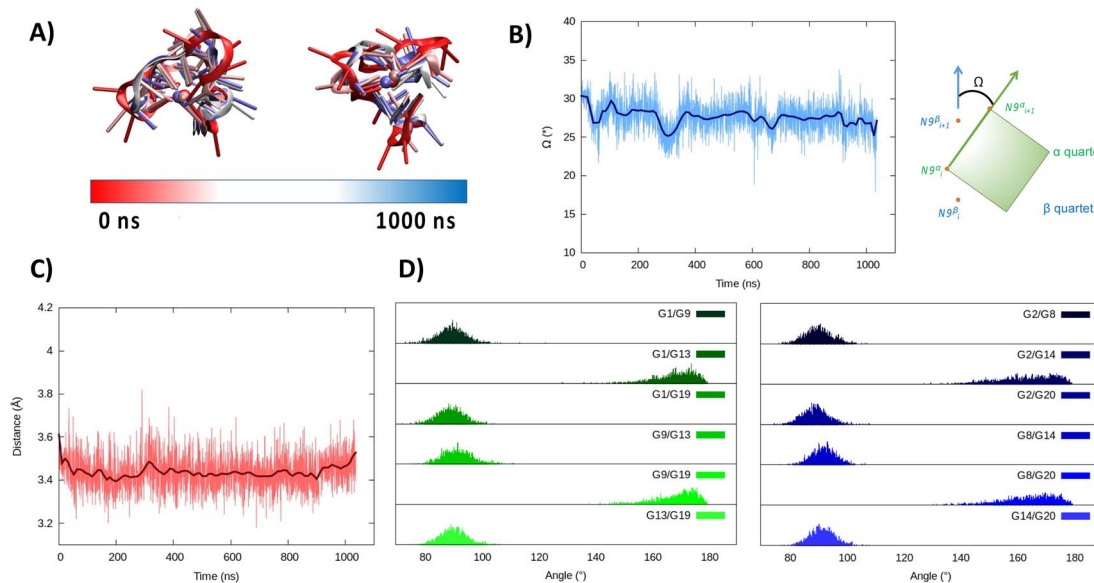 A)
0 ns
1000 ns
B)
40
35
30
25
20
15
10
Ω (°)
0
200
400
600
800
1000
Time (ns)
Ω
N9β i+1
N9α i+1
N9α i
α quarte
N9β i
β quartet
C)
4.2
4
3.8
3.6
3.4
3.2
Distance (Å)
0
200
400
600
800
1000
Time (ns)
D)
G1/G9
G1/G13
G1/G19
G9/G13
G9/G19
G13/G19
80
100
120
140
160
180
Angle (°)
G2/G8
G2/G14
G2/G20
G8/G14
G8/G20
G14/G20
80
100
120
140
160
180
Angle (°)